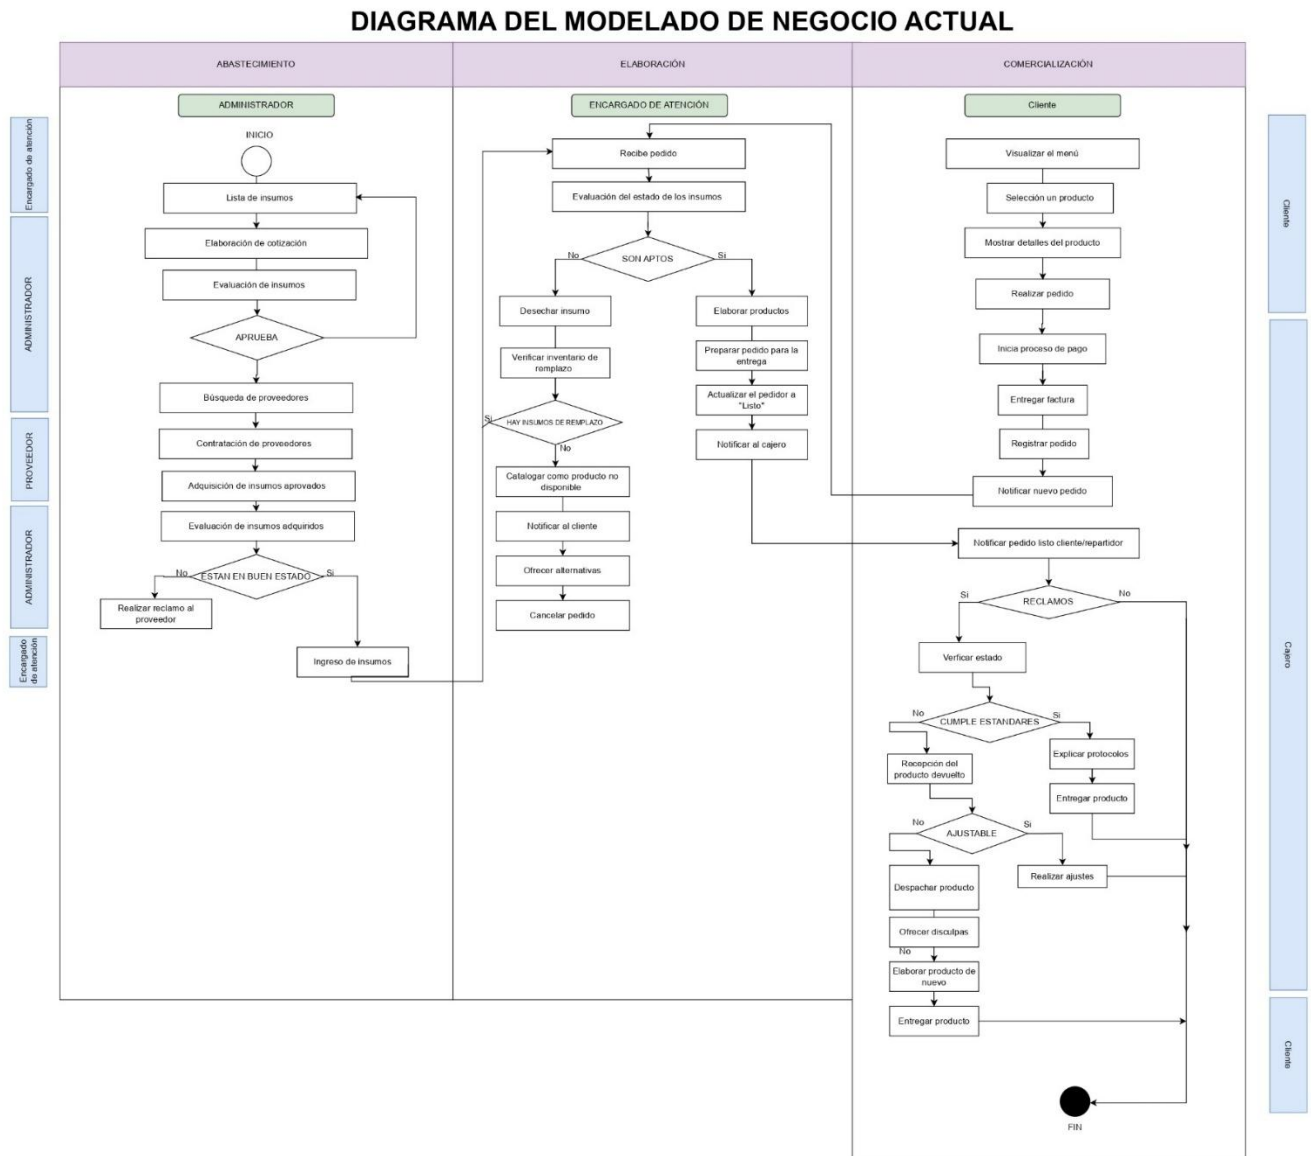 DIAGRAMA DEL MODELADO DE NEGOCIO ACTUAL
ABASTECIMIENTO
ELABORACIÓN
COMERCIALIZACIÓN
ADMINISTRADOR
ENCARGADO DE ATENCIÓN
Cliente
Encargado de atención
ADMINISTRADOR
PROVEEDOR
ADMINISTRADOR
Encargado
de atención
INICIO
Lista de insumos
Elaboración de cotización
Evaluación de insumos
APRUEBA
Búsqueda de proveedores
Contratación de proveedores
Adquisición de insumos aprovados
Evaluación de insumos adquiridos
No
ESTAN EN BUEN ESTADO
Si
Realizar reclamo al
proveedor
Ingreso de insumos
Recibe pedido
Evaluación del estado de los insumos
No
SON APTOS
Si
Desechar insumo
Verificar inventario de
remplazo
Si
HAY INSUMOS DE REMPLAZO
No
Catalogar como producto no
disponible
Notificar al cliente
Ofrecer alternativas
Cancelar pedido
Elaborar productos
Preparar pedido para la
entrega
Actualizar el pedidor a
"Listo"
Notificar al cajero
Visualizar el menú
Selección un producto
Mostrar detalles del producto
Realizar pedido
Inicia proceso de pago
Entregar factura
Registrar pedido
Notificar nuevo pedido
Notificar pedido listo cliente/repartidor
Si
RECLAMOS
No
Verficar estado
No
CUMPLE ESTANDARES
Si
Recepción del
producto devuelto
Explicar protocolos
Entregar producto
No
AJUSTABLE
Si
Despachar producto
Realizar ajustes
Ofrecer disculpas
No
Elaborar producto de
nuevo
Entregar producto
FIN
Cliente
Cajero
Cliente